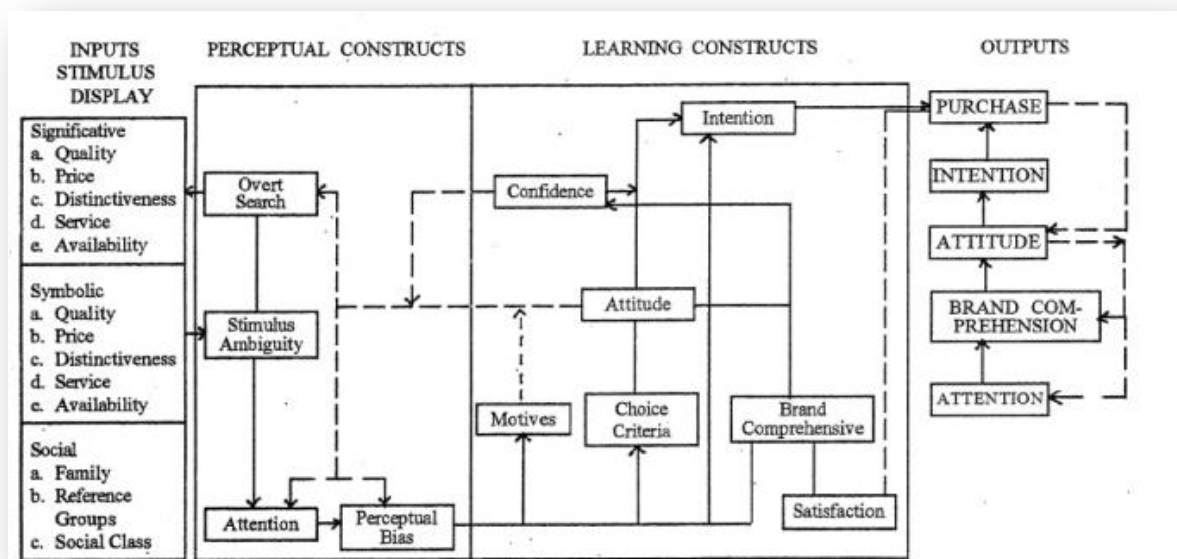 INPUTS
STIMULUS
DISPLAY
PERCEPTUAL CONSTRUCTS
LEARNING CONSTRUCTS
OUTPUTS
Significative
a. Quality
b. Price
c. Distinctiveness
d. Service
e. Availability
Symbolic
a. Quality
b. Price
c. Distinctiveness
d. Service
e. Availability
Social
a. Family
b. Reference
Groups
c. Social Class
Overt
Search
Stimulus
Ambiguity
Attention
Perceptual
Bias
Intention
Confidence
Attitude
Motives
Choice
Criteria
Brand
Comprehensive
Satisfaction
PURCHASE
INTENTION
ATTITUDE
BRAND COM-
PREHENSION
ATTENTION